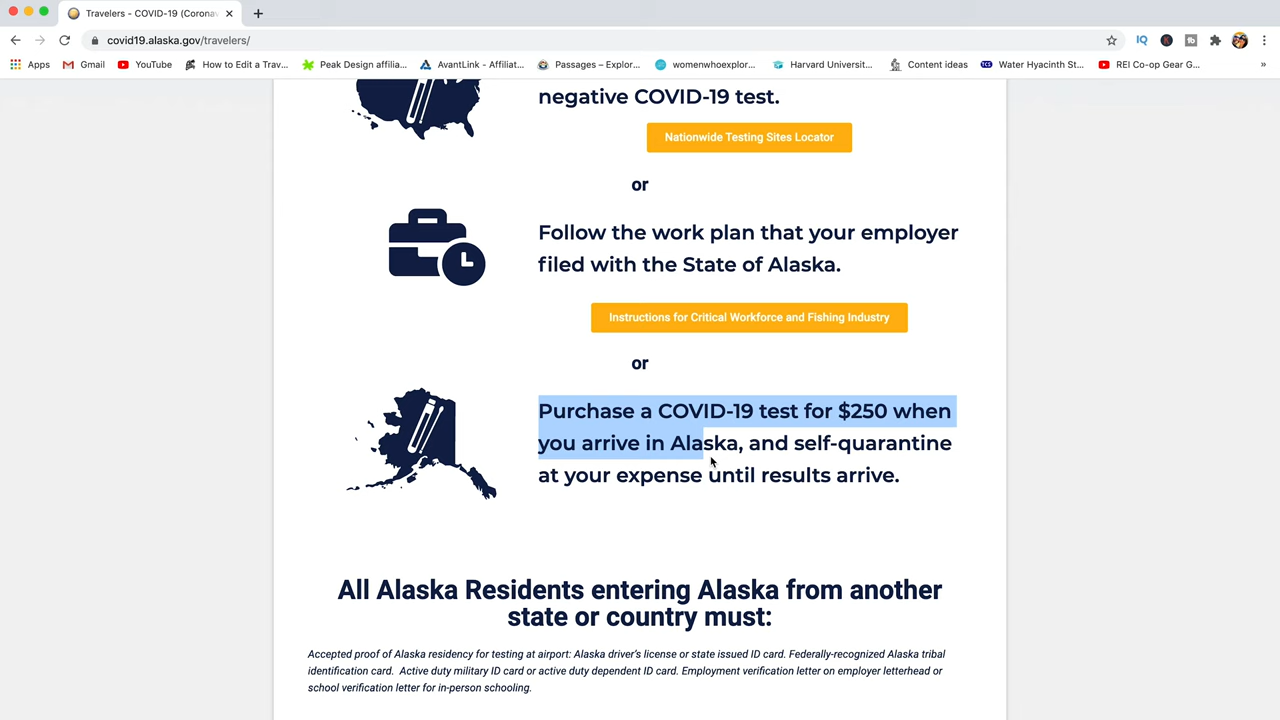 Travelers - COVID-19 (Corona
covid19.alaska.gov/travelers/
Apps
Gmail
YouTube
How to Edit a Trav...
Peak Design affilia...
AvantLink - Affiliat...
Passages – Explor...
womenwhoexplor...
Harvard Universit...
Content ideas
Water Hyacinth St...
REI Co-op Gear G...
»
negative COVID-19 test.
Nationwide Testing Sites Locator
or
Follow the work plan that your employer
filed with the State of Alaska.
Instructions for Critical Workforce and Fishing Industry
or
Purchase a COVID-19 test for $250 when
you arrive in Alaska, and self-quarantine
at your expense until results arrive.
All Alaska Residents entering Alaska from another
state or country must:
Accepted proof of Alaska residency for testing at airport: Alaska driver's license or state issued ID card. Federally-recognized Alaska tribal
identification card. Active duty military ID card or active duty dependent ID card. Employment verification letter on employer letterhead or
school verification letter for in-person schooling.